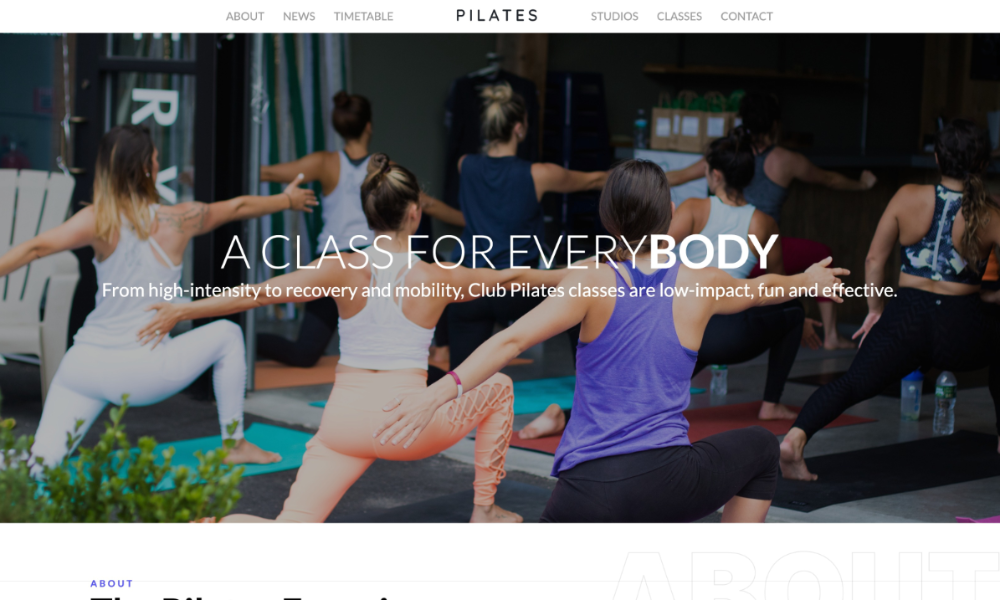 ABOUT NEWS TIMETABLE PILATES STUDIOS CLASSES CONTACT
R Y
A CLASS FOR EVERYBODY
From high-intensity to recovery and mobility, Club Pilates classes are low-impact, fun and effective.
ABOUT
ABOUT